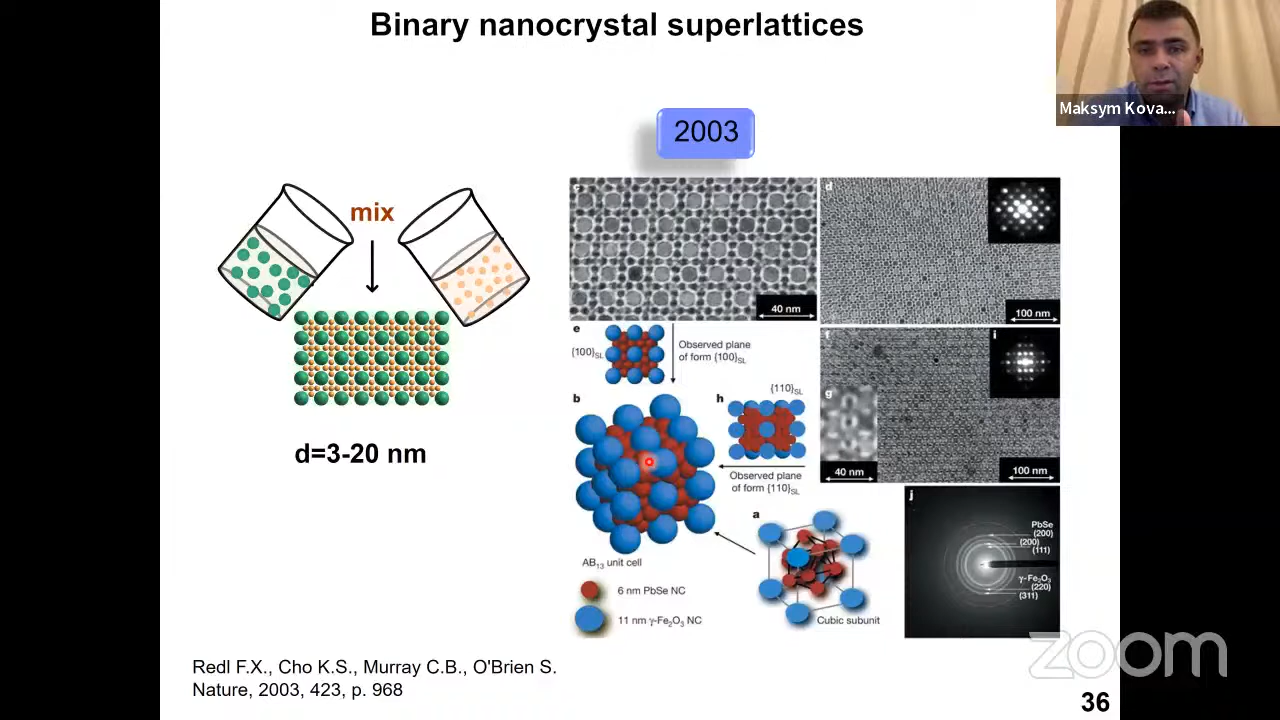 Binary nanocrystal superlattices
Maksym Kova...
2003
mix
d=3-20 nm
c
40 nm
d
100 nm
e
{100}SL
Observed plane
of form {100}SL
b
h
{110}SL
Observed plane
of form {110}SL
f
i
g
40 nm
100 nm
a
Cubic subunit
AB13 unit cell
6 nm PbSe NC
11 nm γ-Fe2O3 NC
j
PbSe
(200)
(200)
(111)
γ-Fe2O3
(220)
(311)
Redl F.X., Cho K.S., Murray C.B., O'Brien S.
Nature, 2003, 423, p. 968
zoom
36